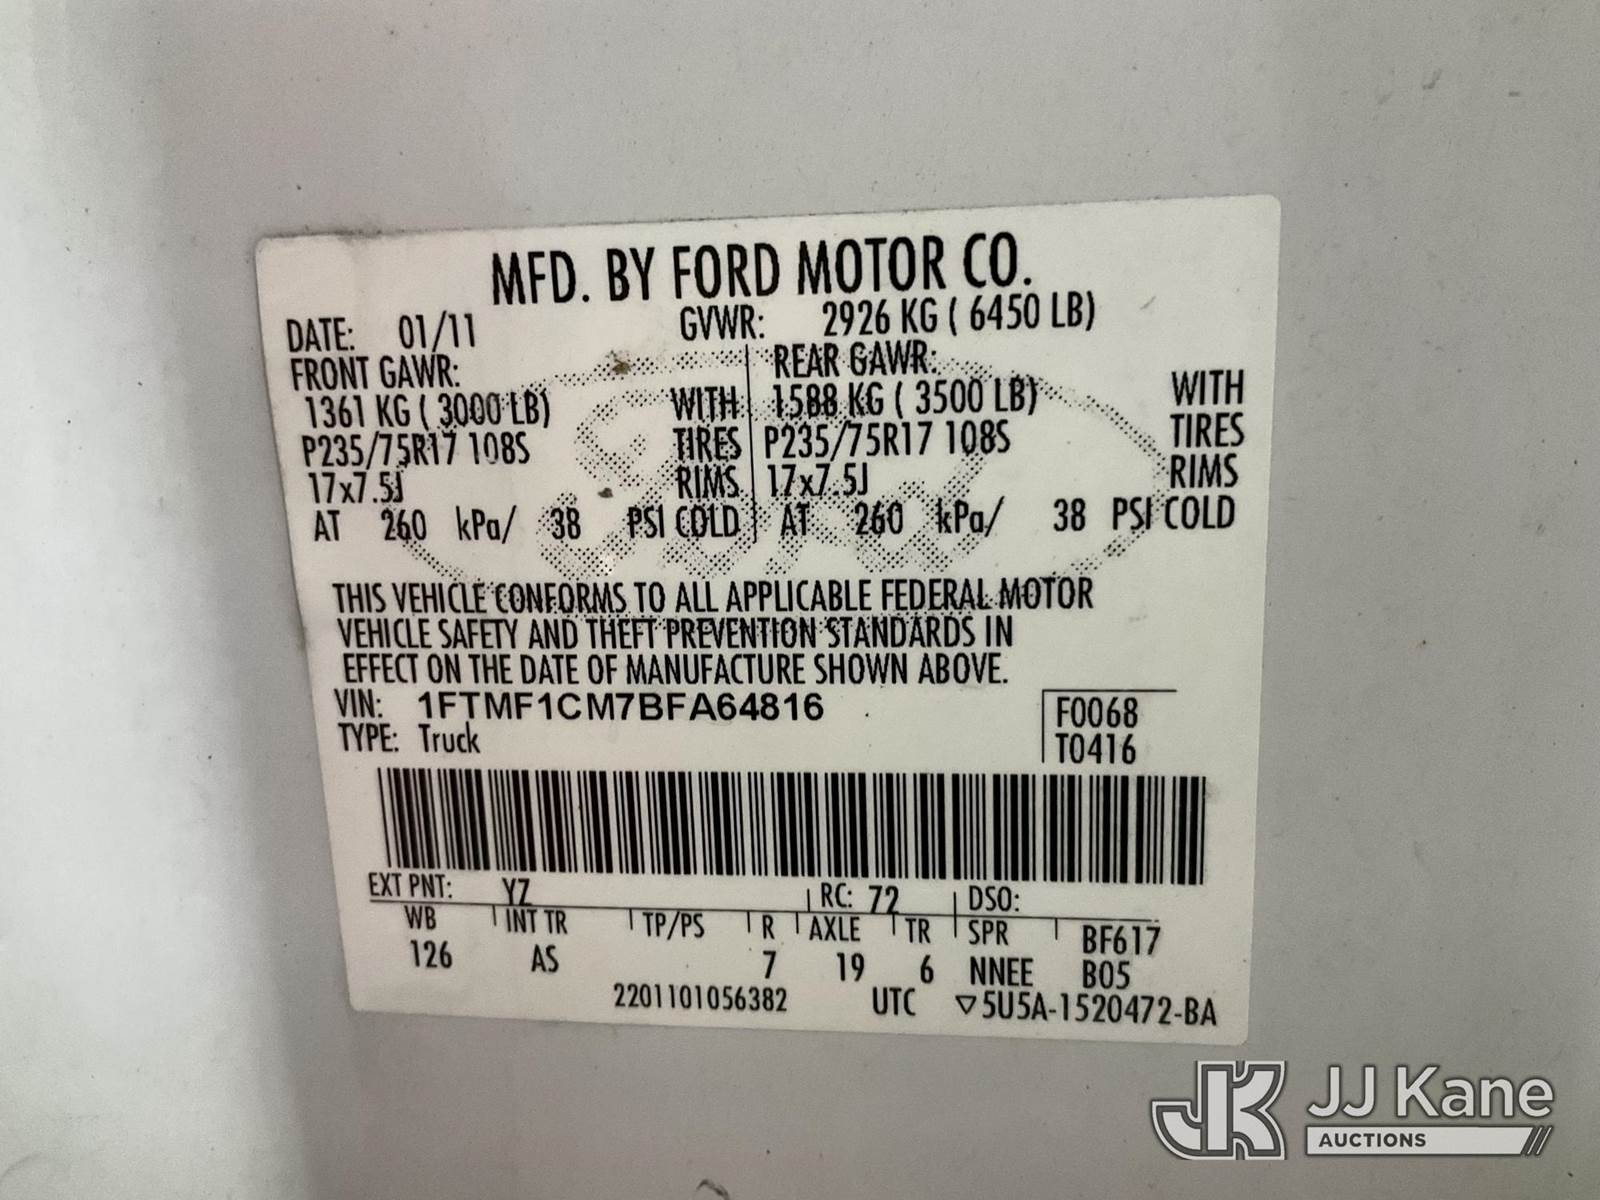 MFD. BY FORD MOTOR CO.
DATE: 01/11 GVWR: 2926 KG ( 6450 LB)
FRONT GAWR: REAR GAWR:
1361 KG ( 3000 LB) WITH 1588 KG ( 3500 LB) WITH
P235/75R17 108S TIRES P235/75R17 108S TIRES
17x7.5J RIMS 17x7.5J RIMS
AT 260 kPa/ 38 PSI COLD AT 260 kPa/ 38 PSI COLD
THIS VEHICLE CONFORMS TO ALL APPLICABLE FEDERAL MOTOR
VEHICLE SAFETY AND THEFT PREVENTION STANDARDS IN
EFFECT ON THE DATE OF MANUFACTURE SHOWN ABOVE.
VIN: 1FTMF1CM7BFA64816 F0068
TYPE: Truck T0416
EXT PNT: YZ RC: 72 DSO:
WB INT TR TP/PS R AXLE TR SPR BF617
126 AS 7 19 6 NNEE B05
2201101056382 UTC ▽5U5A-1520472-BA
Ford
JK JJ Kane
AUCTIONS